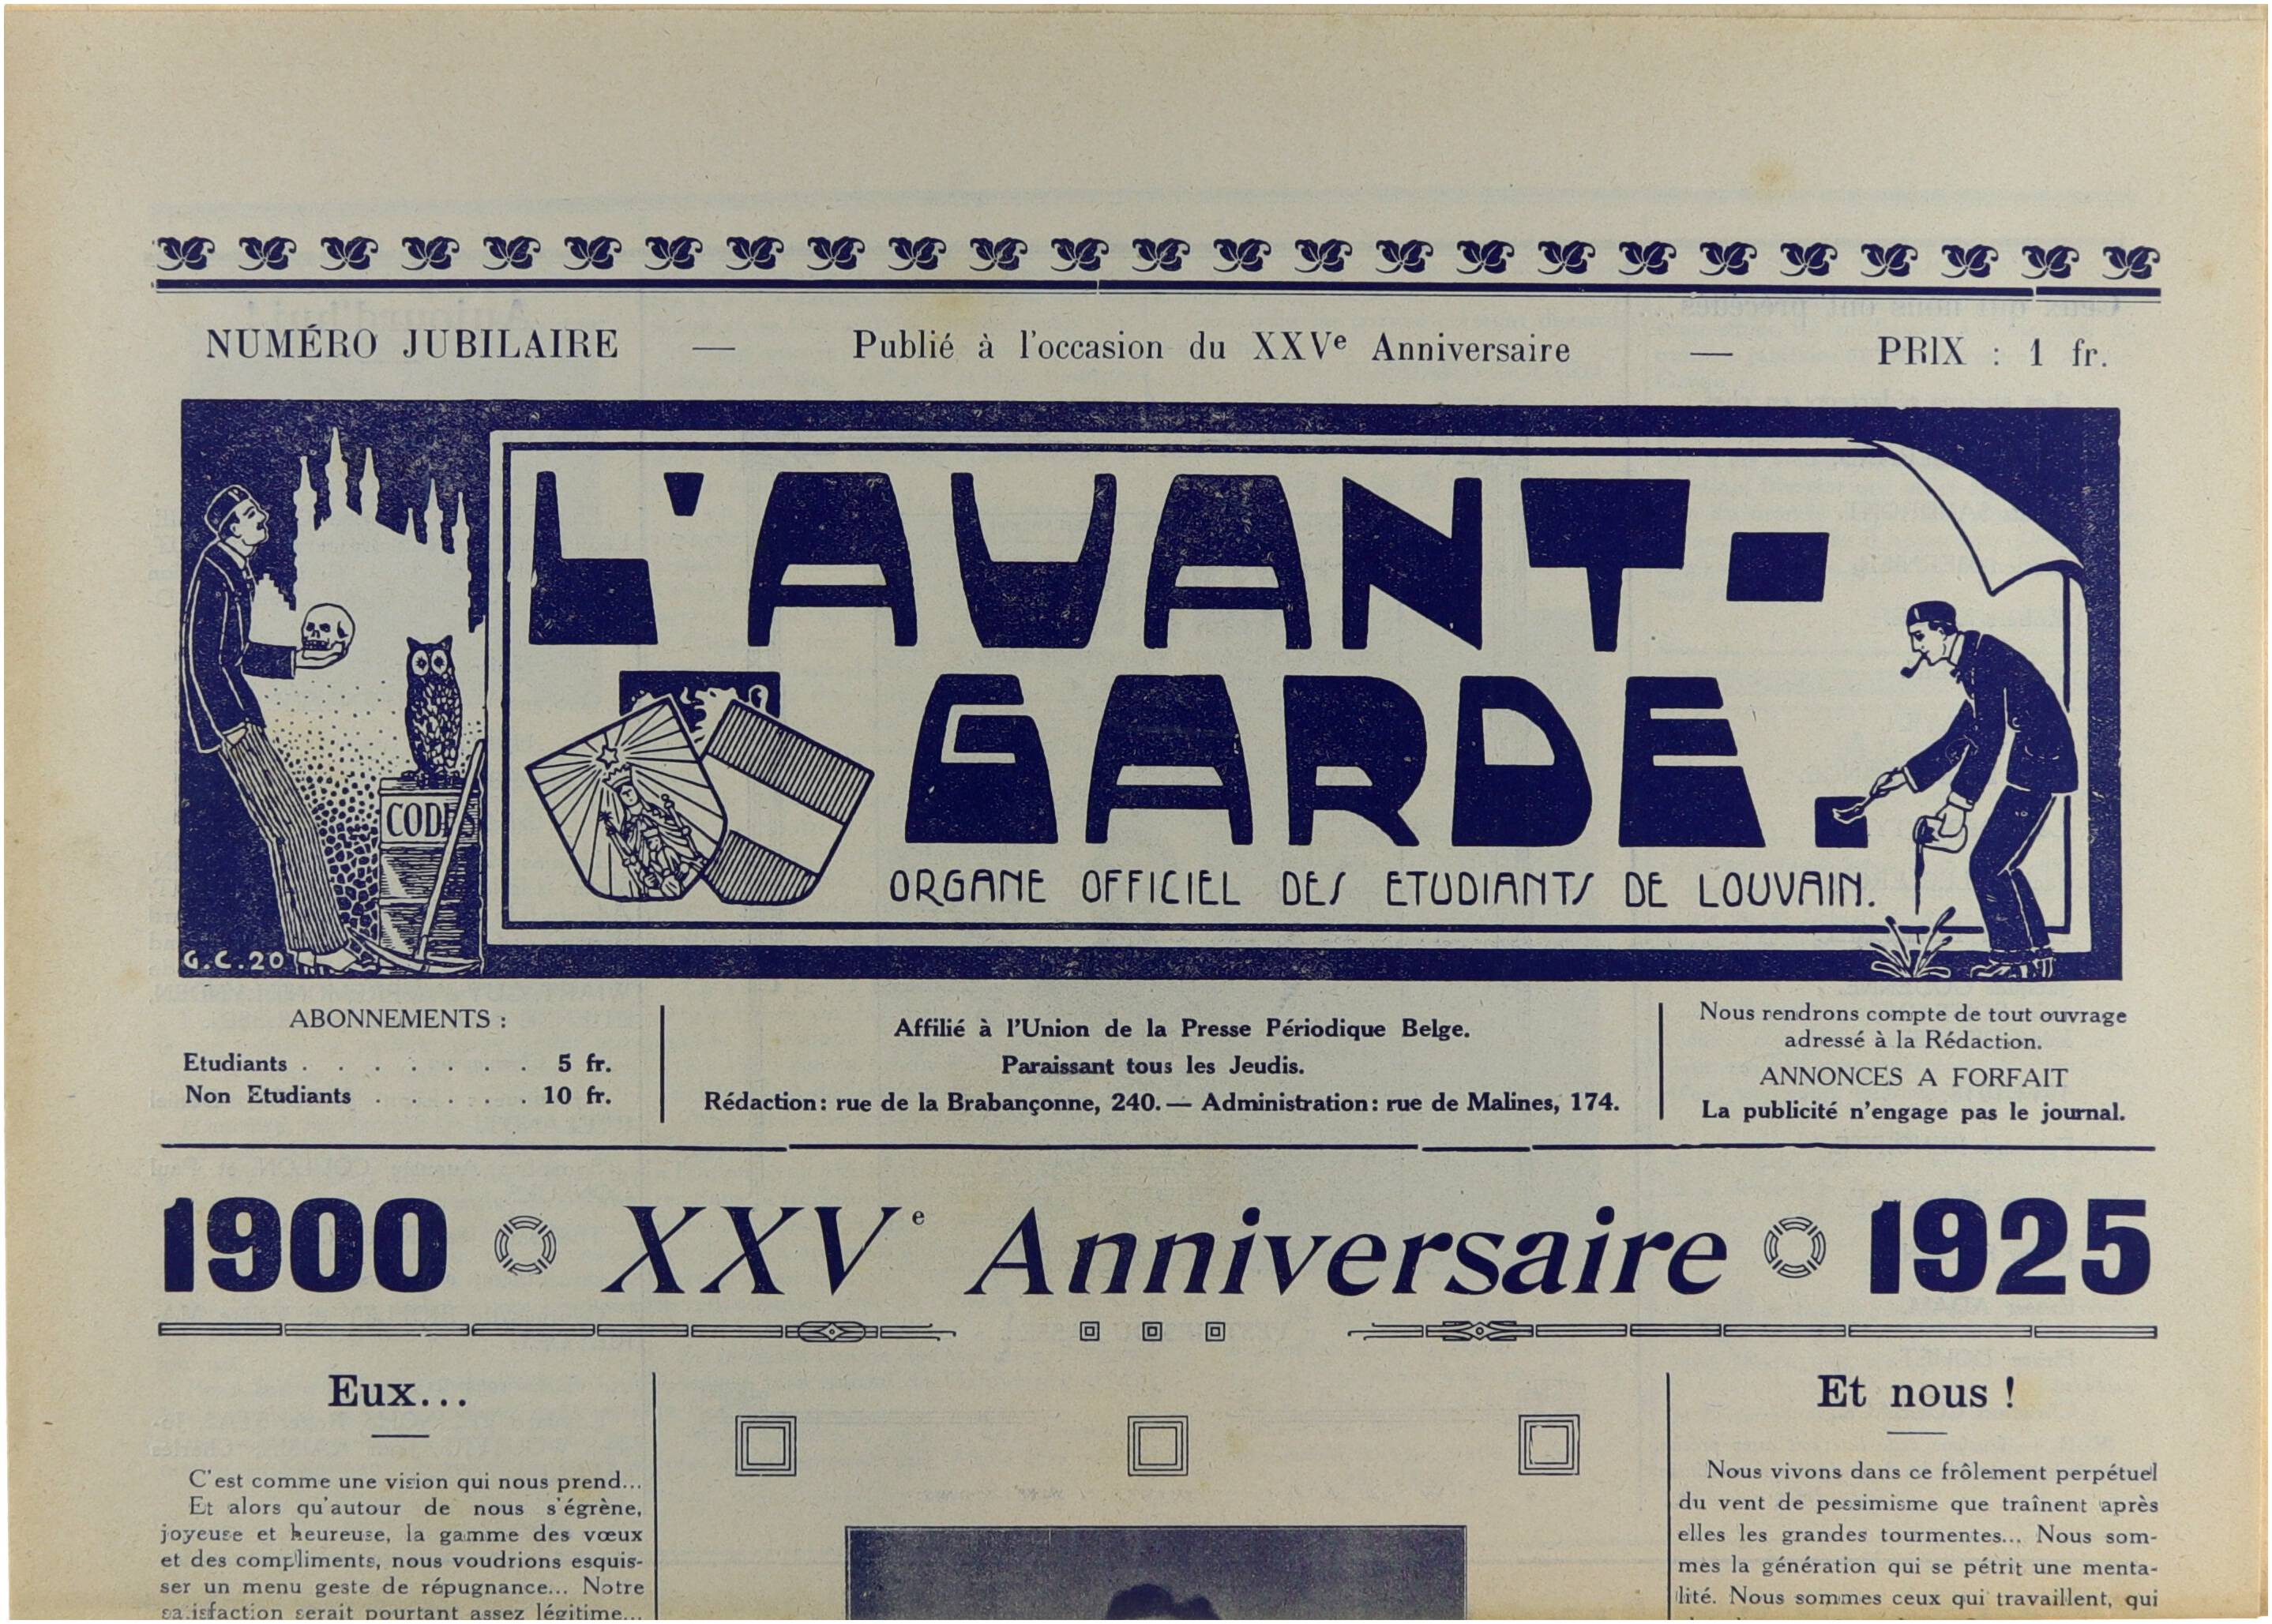 NUMÉRO JUBILAIRE — Publié à l'occasion du XXVe Anniversaire — PRIX : 1 fr.
L'AVANT-
GARDE.
ORGANE OFFICIEL DES ETUDIANTS DE LOUVAIN.
CODE
G.C.20
ABONNEMENTS :
Etudiants . . . . . . . . 5 fr.
Non Etudiants . . . . . 10 fr.
Affilié à l'Union de la Presse Périodique Belge.
Paraissant tous les Jeudis.
Rédaction: rue de la Brabançonne, 240. — Administration: rue de Malines, 174.
Nous rendrons compte de tout ouvrage
adressé à la Rédaction.
ANNONCES A FORFAIT
La publicité n'engage pas le journal.
1900 XXVe Anniversaire 1925
Eux...
C'est comme une vision qui nous prend...
Et alors qu'autour de nous s'égrène,
joyeuse et heureuse, la gamme des vœux
et des compliments, nous voudrions esquis-
ser un menu geste de répugnance... Notre
satisfaction serait pourtant assez légitime...
Et nous !
Nous vivons dans ce frôlement perpétuel
du vent de pessimisme que traînent après
elles les grandes tourmentes... Nous som-
mes la génération qui se pétrit une menta-
lité. Nous sommes ceux qui travaillent, qui